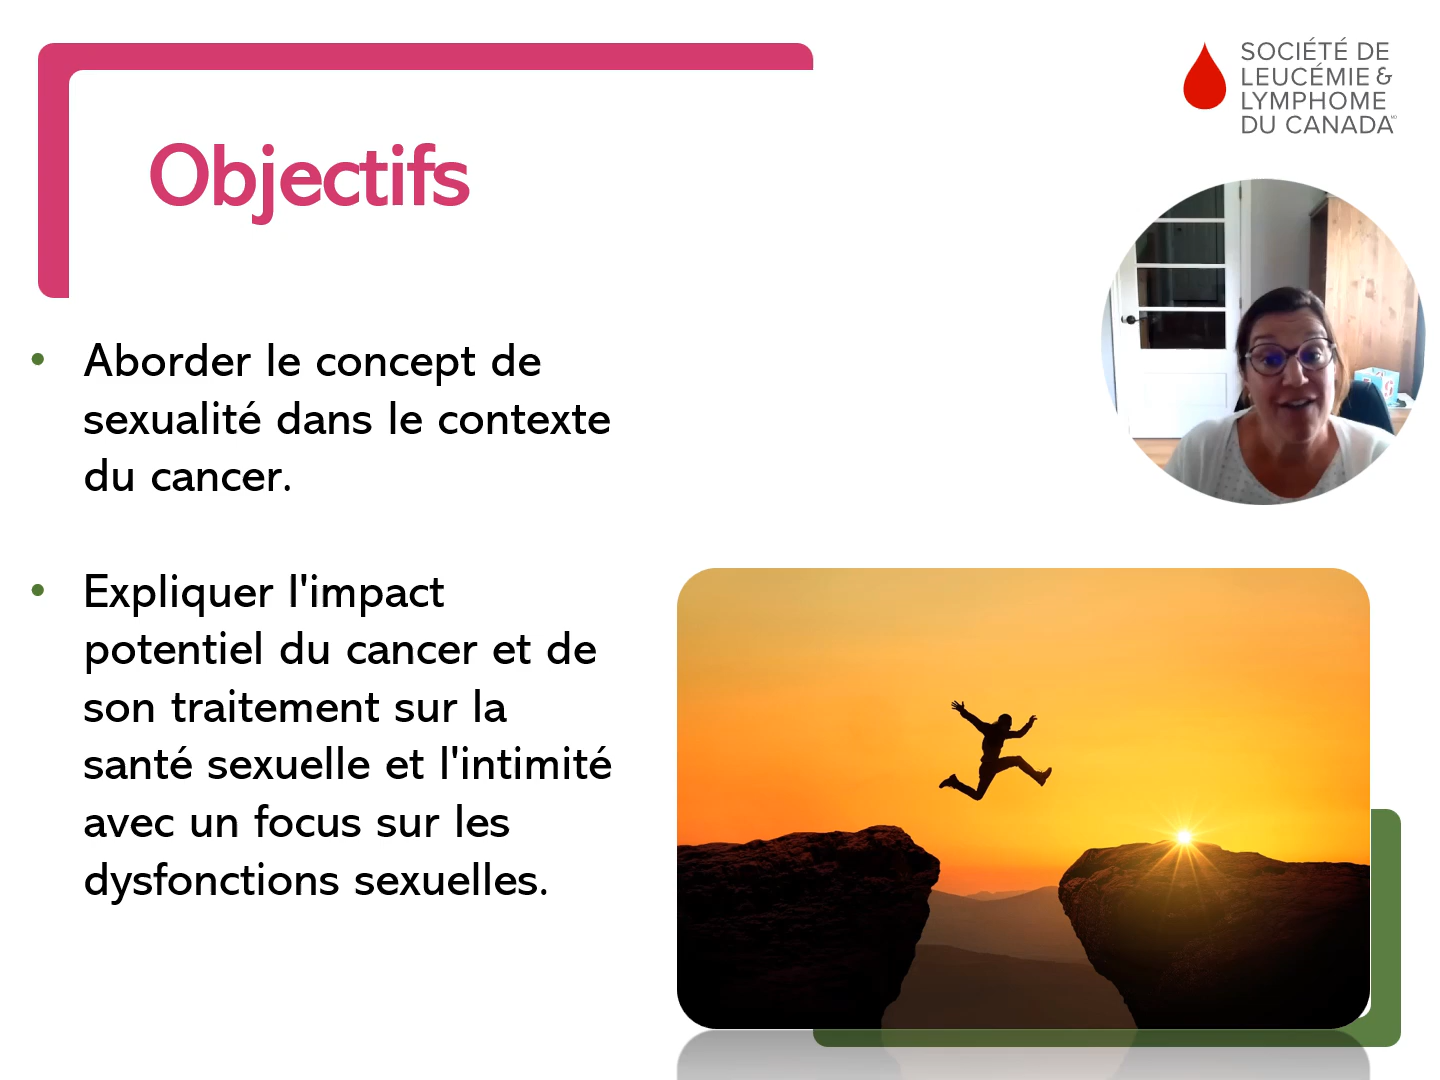 SOCIÉTÉ DE
LEUCÉMIE &
LYMPHOME
DU CANADA
Objectifs
• Aborder le concept de
sexualité dans le contexte
du cancer.
• Expliquer l'impact
potentiel du cancer et de
son traitement sur la
santé sexuelle et l'intimité
avec un focus sur les
dysfonctions sexuelles.